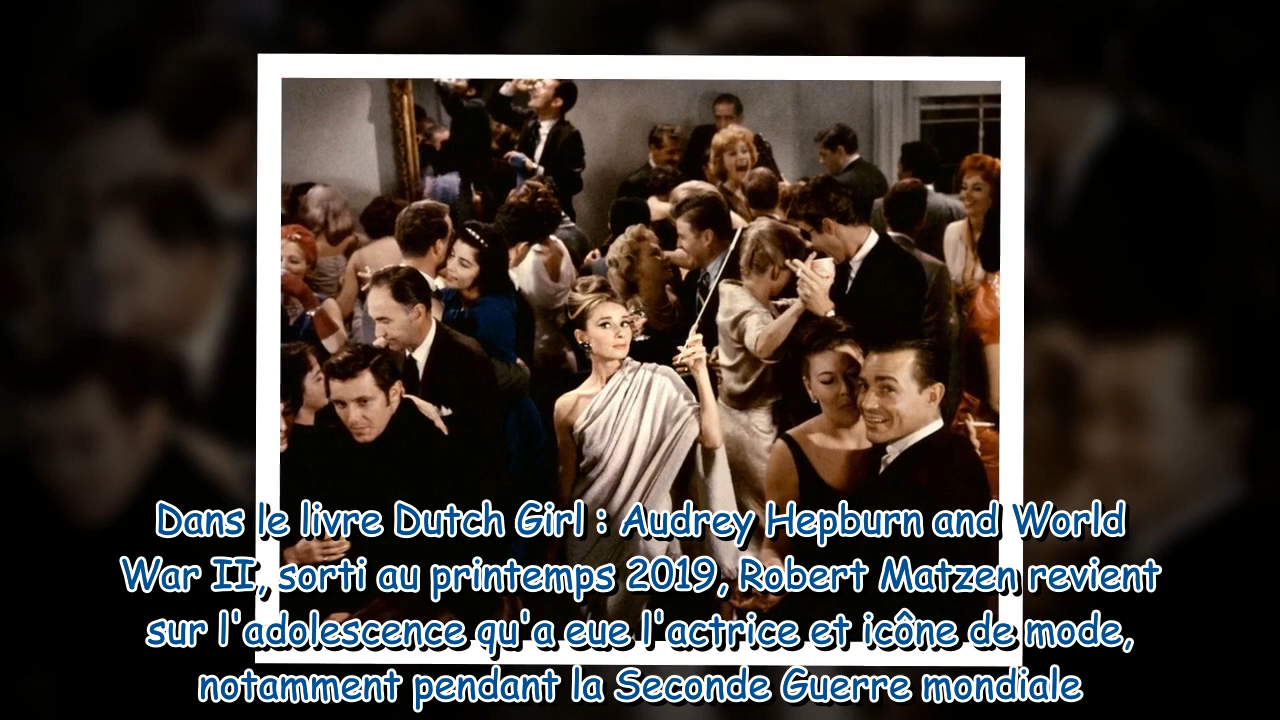 Dans le livre Dutch Girl : Audrey Hepburn and World
War II, sorti au printemps 2019, Robert Matzen revient
sur l'adolescence qu'a eue l'actrice et icône de mode,
notamment pendant la Seconde Guerre mondiale